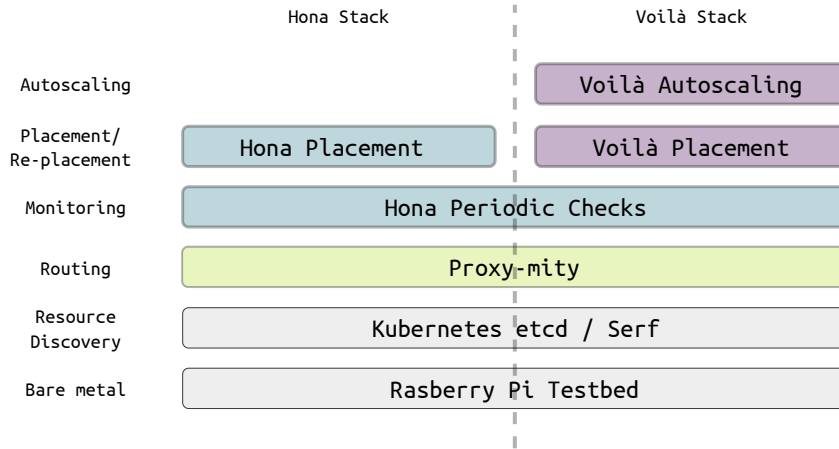 Hona Stack
Voilà Stack
Autoscaling
Voilà Autoscaling
Placement/
Re-placement
Hona Placement
Voilà Placement
Monitoring
Hona Periodic Checks
Routing
Proxy-mity
Resource
Discovery
Kubernetes etcd / Serf
Bare metal
Rasberry Pi Testbed